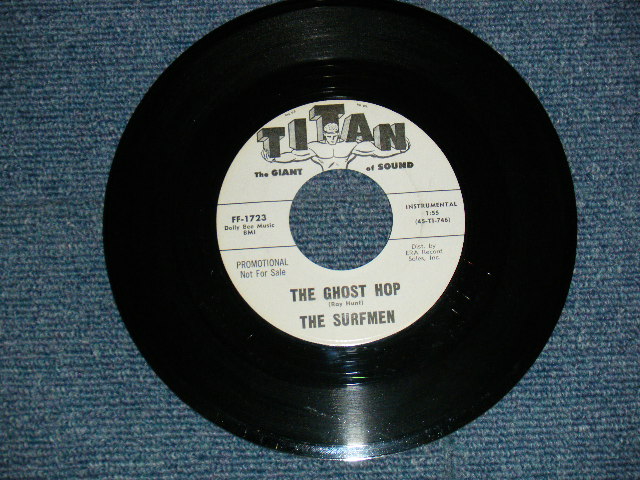 TITAN
The GIANT of SOUND
FF-1723
Dolly Bee Music
BMI
INSTRUMENTAL
1:55
(45-TI-746)
PROMOTIONAL
Not For Sale
Dist. by
ERA Record
Sales, Inc.
THE GHOST HOP
(Ray Hunt)
THE SURFMEN